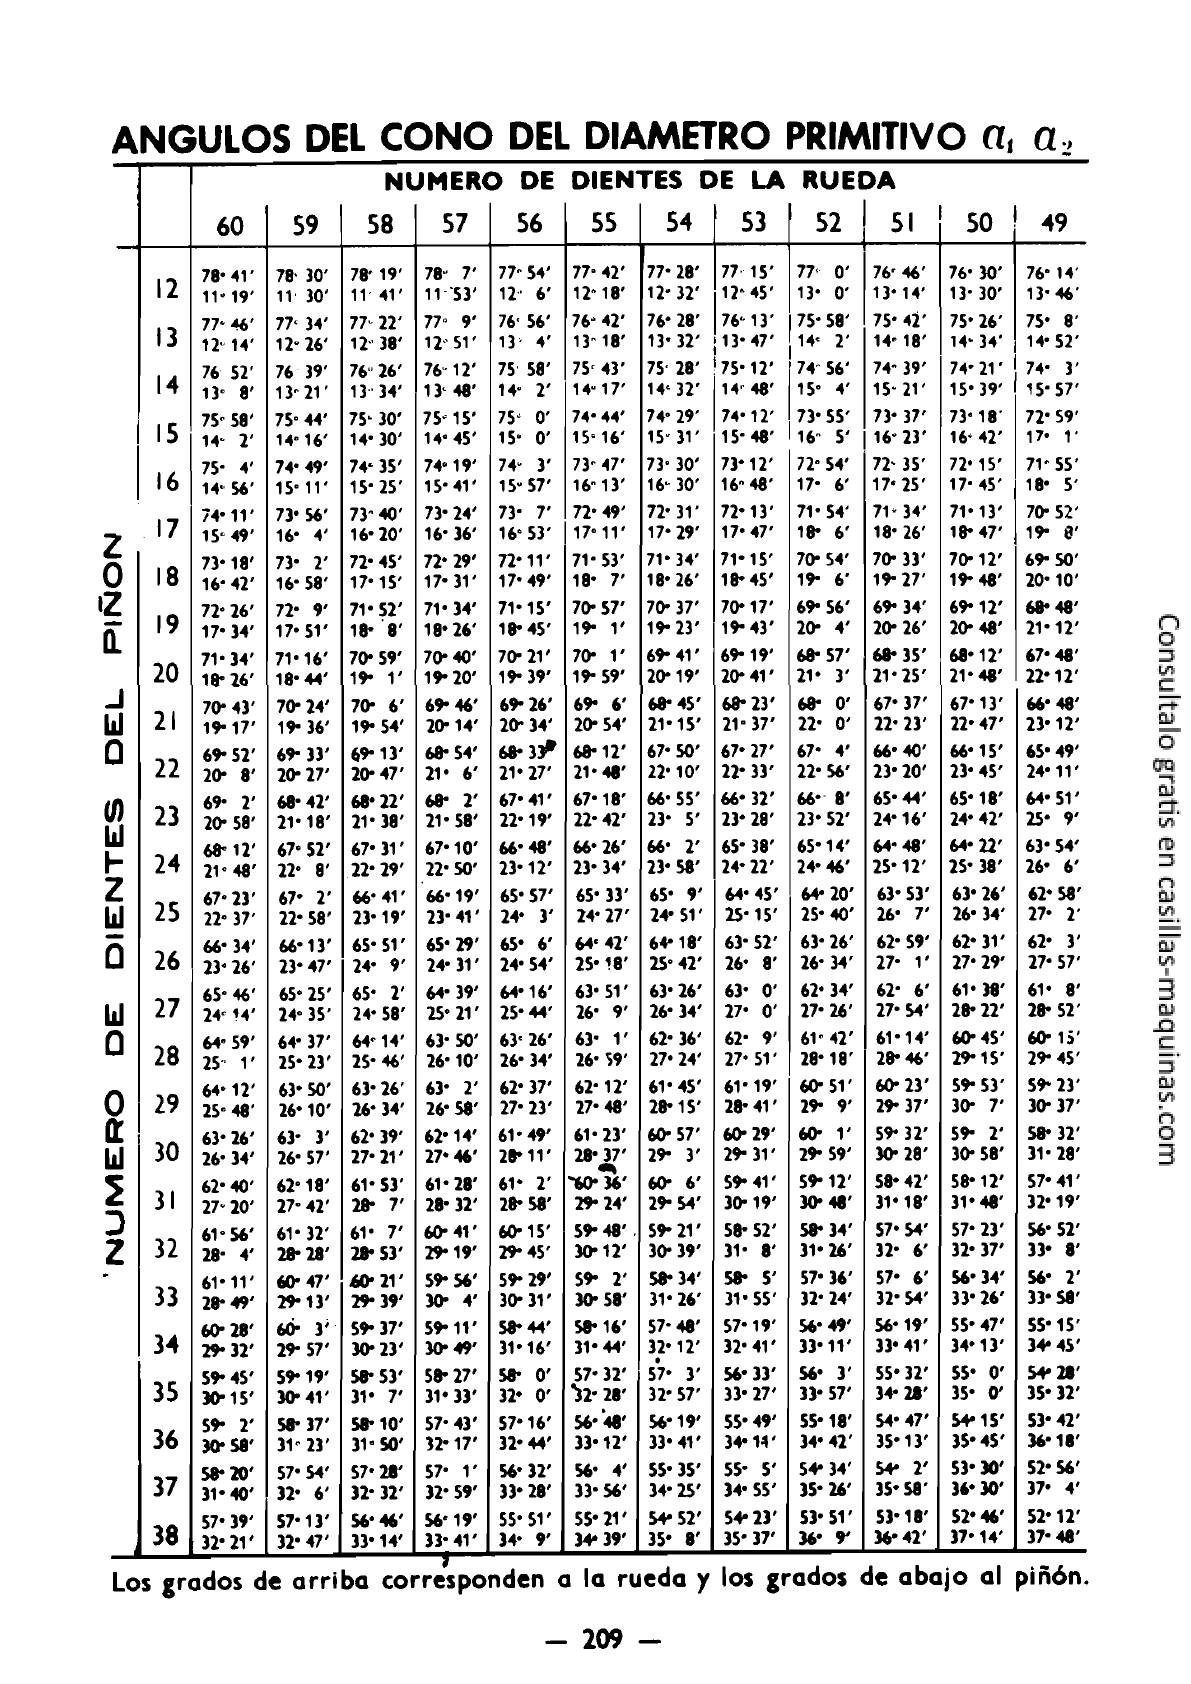 ANGULOS DEL CONO DEL DIAMETRO PRIMITIVO α₁ α₂
NUMERO DE DIENTES DE LA RUEDA
60 59 58 57 56 55 54 53 52 51 50 49
NUMERO DE DIENTES DEL PIÑON
12 78° 41′ 78° 30′ 78° 19′ 78° 7′ 77° 54′ 77° 42′ 77° 28′ 77° 15′ 77° 0′ 76° 46′ 76° 30′ 76° 14′
11° 19′ 11° 30′ 11° 41′ 11° 53′ 12° 6′ 12° 18′ 12° 32′ 12° 45′ 13° 0′ 13° 14′ 13° 30′ 13° 46′
13 77° 46′ 77° 34′ 77° 22′ 77° 9′ 76° 56′ 76° 42′ 76° 28′ 76° 13′ 75° 58′ 75° 42′ 75° 26′ 75° 8′
12° 14′ 12° 26′ 12° 38′ 12° 51′ 13° 4′ 13° 18′ 13° 32′ 13° 47′ 14° 2′ 14° 18′ 14° 34′ 14° 52′
14 76 52′ 76 39′ 76° 26′ 76° 12′ 75 58′ 75° 43′ 75° 28′ 75° 12′ 74° 56′ 74° 39′ 74° 21′ 74° 3′
13° 8′ 13° 21′ 13° 34′ 13° 48′ 14° 2′ 14° 17′ 14° 32′ 14° 48′ 15° 4′ 15° 21′ 15° 39′ 15° 57′
15 75° 58′ 75° 44′ 75° 30′ 75° 15′ 75° 0′ 74° 44′ 74° 29′ 74° 12′ 73° 55′ 73° 37′ 73° 18′ 72° 59′
14° 2′ 14° 16′ 14° 30′ 14° 45′ 15° 0′ 15° 16′ 15° 31′ 15° 48′ 16° 5′ 16° 23′ 16° 42′ 17° 1′
16 75° 4′ 74° 49′ 74° 35′ 74° 19′ 74° 3′ 73° 47′ 73° 30′ 73° 12′ 72° 54′ 72° 35′ 72° 15′ 71° 55′
14° 56′ 15° 11′ 15° 25′ 15° 41′ 15° 57′ 16° 13′ 16° 30′ 16° 48′ 17° 6′ 17° 25′ 17° 45′ 18° 5′
17 74° 11′ 73° 56′ 73° 40′ 73° 24′ 73° 7′ 72° 49′ 72° 31′ 72° 13′ 71° 54′ 71° 34′ 71° 13′ 70° 52′
15° 49′ 16° 4′ 16° 20′ 16° 36′ 16° 53′ 17° 11′ 17° 29′ 17° 47′ 18° 6′ 18° 26′ 18° 47′ 19° 8′
18 73° 18′ 73° 2′ 72° 45′ 72° 29′ 72° 11′ 71° 53′ 71° 34′ 71° 15′ 70° 54′ 70° 33′ 70° 12′ 69° 50′
16° 42′ 16° 58′ 17° 15′ 17° 31′ 17° 49′ 18° 7′ 18° 26′ 18° 45′ 19° 6′ 19° 27′ 19° 48′ 20° 10′
19 72° 26′ 72° 9′ 71° 52′ 71° 34′ 71° 15′ 70° 57′ 70° 37′ 70° 17′ 69° 56′ 69° 34′ 69° 12′ 68° 48′
17° 34′ 17° 51′ 18° 8′ 18° 26′ 18° 45′ 19° 1′ 19° 23′ 19° 43′ 20° 4′ 20° 26′ 20° 48′ 21° 12′
20 71° 34′ 71° 16′ 70° 59′ 70° 40′ 70° 21′ 70° 1′ 69° 41′ 69° 19′ 68° 57′ 68° 35′ 68° 12′ 67° 48′
18° 26′ 18° 44′ 19° 1′ 19° 20′ 19° 39′ 19° 59′ 20° 19′ 20° 41′ 21° 3′ 21° 25′ 21° 48′ 22° 12′
21 70° 43′ 70° 24′ 70° 6′ 69° 46′ 69° 26′ 69° 6′ 68° 45′ 68° 23′ 68° 0′ 67° 37′ 67° 13′ 66° 48′
19° 17′ 19° 36′ 19° 54′ 20° 14′ 20° 34′ 20° 54′ 21° 15′ 21° 37′ 22° 0′ 22° 23′ 22° 47′ 23° 12′
22 69° 52′ 69° 33′ 69° 13′ 68° 54′ 68° 33′ 68° 12′ 67° 50′ 67° 27′ 67° 4′ 66° 40′ 66° 15′ 65° 49′
20° 8′ 20° 27′ 20° 47′ 21° 6′ 21° 27′ 21° 48′ 22° 10′ 22° 33′ 22° 56′ 23° 20′ 23° 45′ 24° 11′
23 69° 2′ 68° 42′ 68° 22′ 68° 2′ 67° 41′ 67° 18′ 66° 55′ 66° 32′ 66° 8′ 65° 44′ 65° 18′ 64° 51′
20° 58′ 21° 18′ 21° 38′ 21° 58′ 22° 19′ 22° 42′ 23° 5′ 23° 28′ 23° 52′ 24° 16′ 24° 42′ 25° 9′
24 68° 12′ 67° 52′ 67° 31′ 67° 10′ 66° 48′ 66° 26′ 66° 2′ 65° 38′ 65° 14′ 64° 48′ 64° 22′ 63° 54′
21° 48′ 22° 8′ 22° 29′ 22° 50′ 23° 12′ 23° 34′ 23° 58′ 24° 22′ 24° 46′ 25° 12′ 25° 38′ 26° 6′
25 67° 23′ 67° 2′ 66° 41′ 66° 19′ 65° 57′ 65° 33′ 65° 9′ 64° 45′ 64° 20′ 63° 53′ 63° 26′ 62° 58′
22° 37′ 22° 58′ 23° 19′ 23° 41′ 24° 3′ 24° 27′ 24° 51′ 25° 15′ 25° 40′ 26° 7′ 26° 34′ 27° 2′
26 66° 34′ 66° 13′ 65° 51′ 65° 29′ 65° 6′ 64° 42′ 64° 18′ 63° 52′ 63° 26′ 62° 59′ 62° 31′ 62° 3′
23° 26′ 23° 47′ 24° 9′ 24° 31′ 24° 54′ 25° 18′ 25° 42′ 26° 8′ 26° 34′ 27° 1′ 27° 29′ 27° 57′
27 65° 46′ 65° 25′ 65° 2′ 64° 39′ 64° 16′ 63° 51′ 63° 26′ 63° 0′ 62° 34′ 62° 6′ 61° 38′ 61° 8′
24° 14′ 24° 35′ 24° 58′ 25° 21′ 25° 44′ 26° 9′ 26° 34′ 27° 0′ 27° 26′ 27° 54′ 28° 22′ 28° 52′
28 64° 59′ 64° 37′ 64° 14′ 63° 50′ 63° 26′ 63° 1′ 62° 36′ 62° 9′ 61° 42′ 61° 14′ 60° 45′ 60° 15′
25° 1′ 25° 23′ 25° 46′ 26° 10′ 26° 34′ 26° 59′ 27° 24′ 27° 51′ 28° 18′ 28° 46′ 29° 15′ 29° 45′
29 64° 12′ 63° 50′ 63° 26′ 63° 2′ 62° 37′ 62° 12′ 61° 45′ 61° 19′ 60° 51′ 60° 23′ 59° 53′ 59° 23′
25° 48′ 26° 10′ 26° 34′ 26° 58′ 27° 23′ 27° 48′ 28° 15′ 28° 41′ 29° 9′ 29° 37′ 30° 7′ 30° 37′
30 63° 26′ 63° 3′ 62° 39′ 62° 14′ 61° 49′ 61° 23′ 60° 57′ 60° 29′ 60° 1′ 59° 32′ 59° 2′ 58° 32′
26° 34′ 26° 57′ 27° 21′ 27° 46′ 28° 11′ 28° 37′ 29° 3′ 29° 31′ 29° 59′ 30° 28′ 30° 58′ 31° 28′
31 62° 40′ 62° 18′ 61° 53′ 61° 28′ 61° 2′ 60° 36′ 60° 6′ 59° 41′ 59° 12′ 58° 42′ 58° 12′ 57° 41′
27° 20′ 27° 42′ 28° 7′ 28° 32′ 28° 58′ 29° 24′ 29° 54′ 30° 19′ 30° 48′ 31° 18′ 31° 48′ 32° 19′
32 61° 56′ 61° 32′ 61° 7′ 60° 41′ 60° 15′ 59° 48′ 59° 21′ 58° 52′ 58° 34′ 57° 54′ 57° 23′ 56° 52′
28° 4′ 28° 28′ 28° 53′ 29° 19′ 29° 45′ 30° 12′ 30° 39′ 31° 8′ 31° 26′ 32° 6′ 32° 37′ 33° 8′
33 61° 11′ 60° 47′ 60° 21′ 59° 56′ 59° 29′ 59° 2′ 58° 34′ 58° 5′ 57° 36′ 57° 6′ 56° 34′ 56° 2′
28° 49′ 29° 13′ 29° 39′ 30° 4′ 30° 31′ 30° 58′ 31° 26′ 31° 55′ 32° 24′ 32° 54′ 33° 26′ 33° 58′
34 60° 28′ 60° 3′ 59° 37′ 59° 11′ 58° 44′ 58° 16′ 57° 48′ 57° 19′ 56° 49′ 56° 19′ 55° 47′ 55° 15′
29° 32′ 29° 57′ 30° 23′ 30° 49′ 31° 16′ 31° 44′ 32° 12′ 32° 41′ 33° 11′ 33° 41′ 34° 13′ 34° 45′
35 59° 45′ 59° 19′ 58° 53′ 58° 27′ 58° 0′ 57° 32′ 57° 3′ 56° 33′ 56° 3′ 55° 32′ 55° 0′ 54° 28′
30° 15′ 30° 41′ 31° 7′ 31° 33′ 32° 0′ 32° 28′ 32° 57′ 33° 27′ 33° 57′ 34° 28′ 35° 0′ 35° 32′
36 59° 2′ 58° 37′ 58° 10′ 57° 43′ 57° 16′ 56° 48′ 56° 19′ 55° 49′ 55° 18′ 54° 47′ 54° 15′ 53° 42′
30° 58′ 31° 23′ 31° 50′ 32° 17′ 32° 44′ 33° 12′ 33° 41′ 34° 11′ 34° 42′ 35° 13′ 35° 45′ 36° 18′
37 58° 20′ 57° 54′ 57° 28′ 57° 1′ 56° 32′ 56° 4′ 55° 35′ 55° 5′ 54° 34′ 54° 2′ 53° 30′ 52° 56′
31° 40′ 32° 6′ 32° 32′ 32° 59′ 33° 28′ 33° 56′ 34° 25′ 34° 55′ 35° 26′ 35° 58′ 36° 30′ 37° 4′
38 57° 39′ 57° 13′ 56° 46′ 56° 19′ 55° 51′ 55° 21′ 54° 52′ 54° 23′ 53° 51′ 53° 18′ 52° 46′ 52° 12′
32° 21′ 32° 47′ 33° 14′ 33° 41′ 34° 9′ 34° 39′ 35° 8′ 35° 37′ 36° 9′ 36° 42′ 37° 14′ 37° 48′
Los grados de arriba corresponden a la rueda y los grados de abajo al piñón.
— 209 —
Consultalo gratis en casillas-maquinas.com